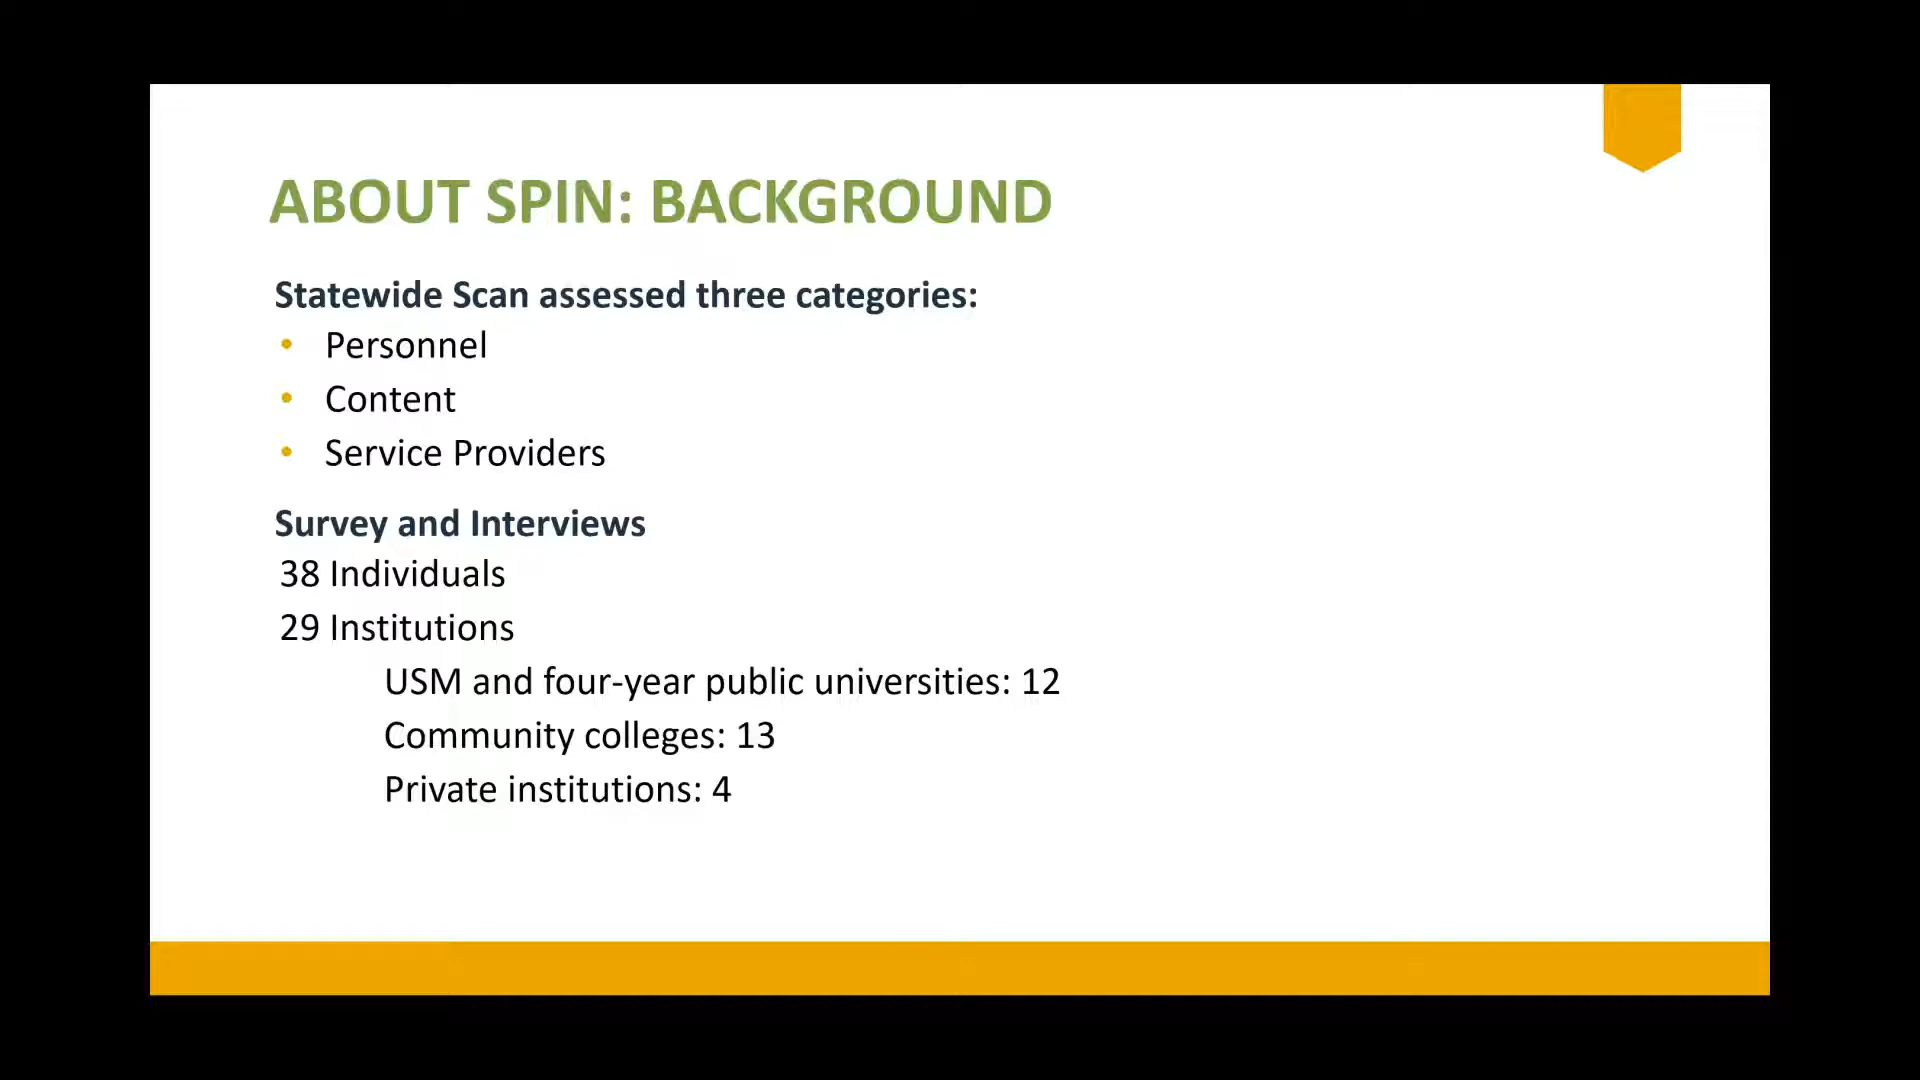 ABOUT SPIN: BACKGROUND
Statewide Scan assessed three categories:
• Personnel
• Content
• Service Providers
Survey and Interviews
38 Individuals
29 Institutions
USM and four-year public universities: 12
Community colleges: 13
Private institutions: 4